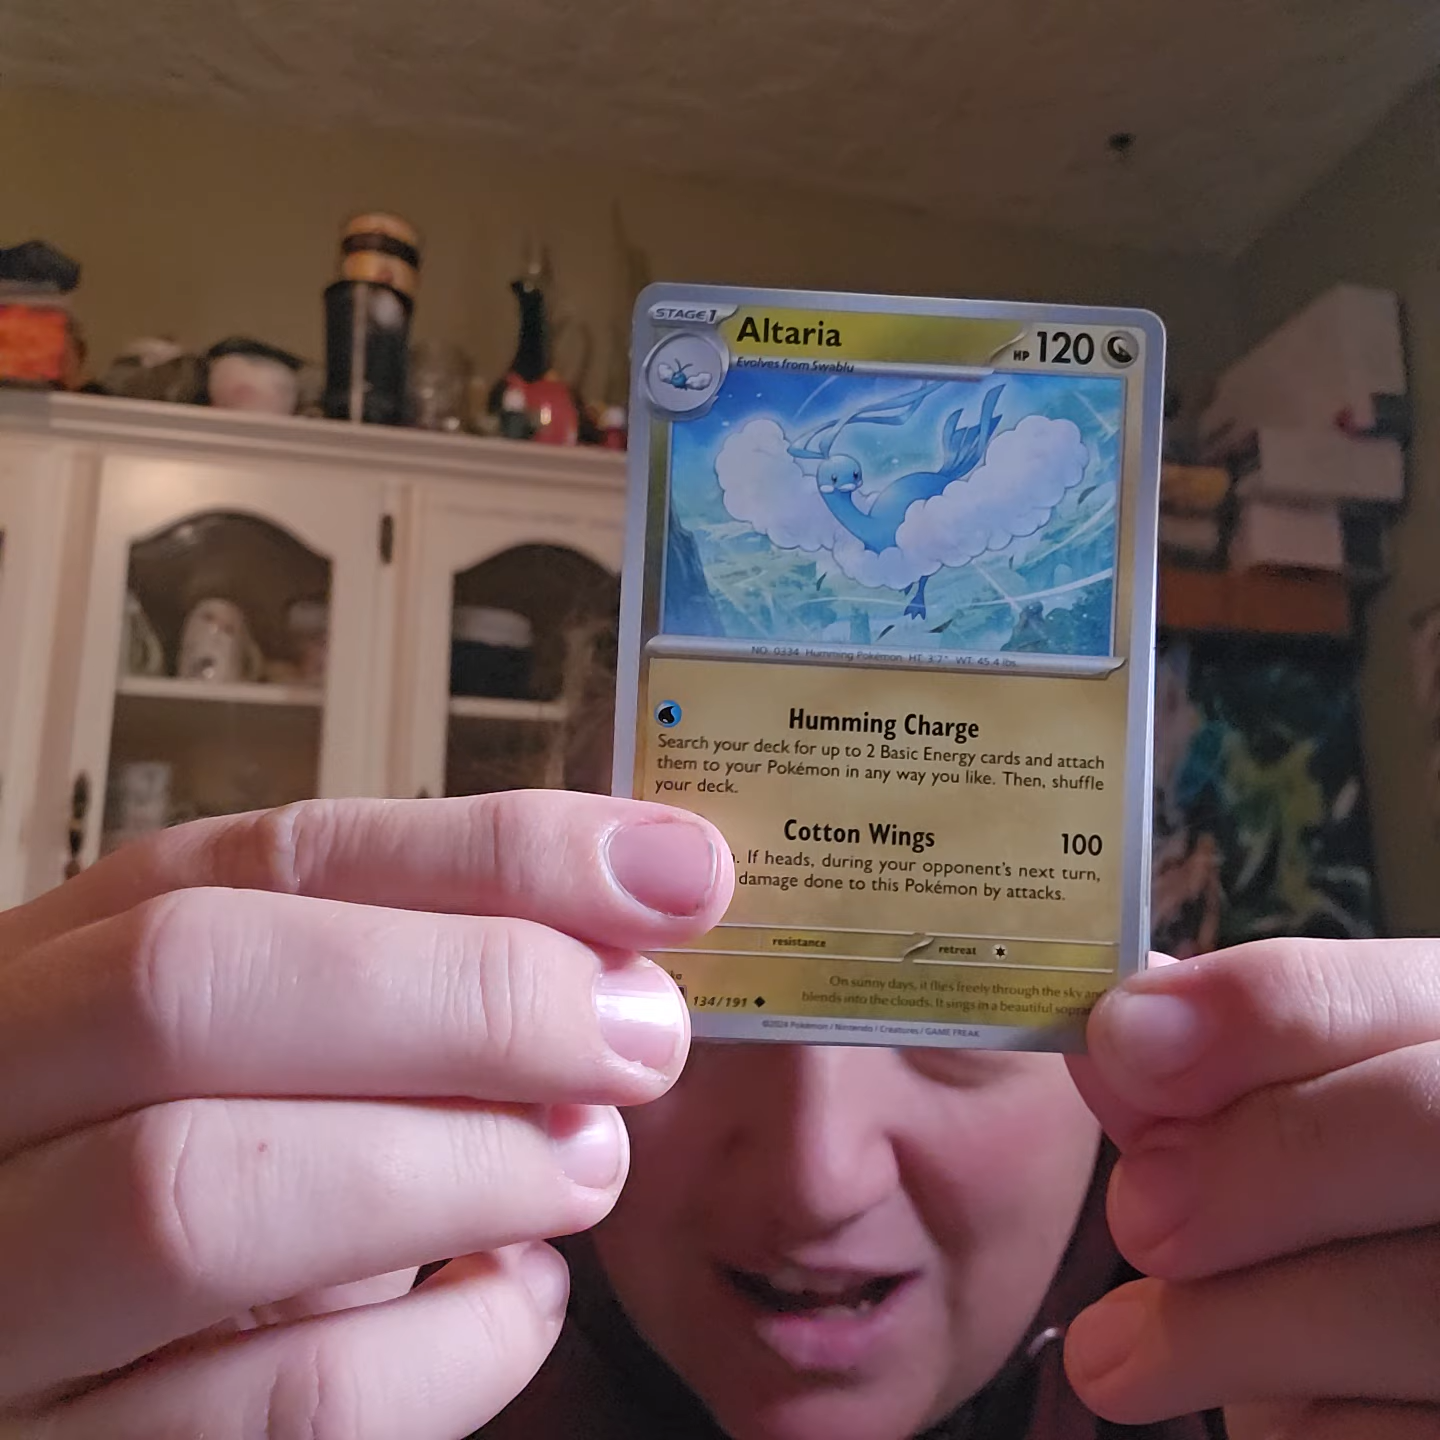 STAGE 1
Altaria
HP 120
Evolves from Swablu
NO. 0334 Humming Pokémon HT: 3'7" WT: 45.4 lbs.
Humming Charge
Search your deck for up to 2 Basic Energy cards and attach
them to your Pokémon in any way you like. Then, shuffle
your deck.
Cotton Wings 100
. If heads, during your opponent's next turn,
damage done to this Pokémon by attacks.
resistance retreat
On sunny days, it flies freely through the sky and
134/191 blends into the clouds. It sings in a beautiful
©2024 Pokémon / Nintendo / Creatures / GAME FREAK